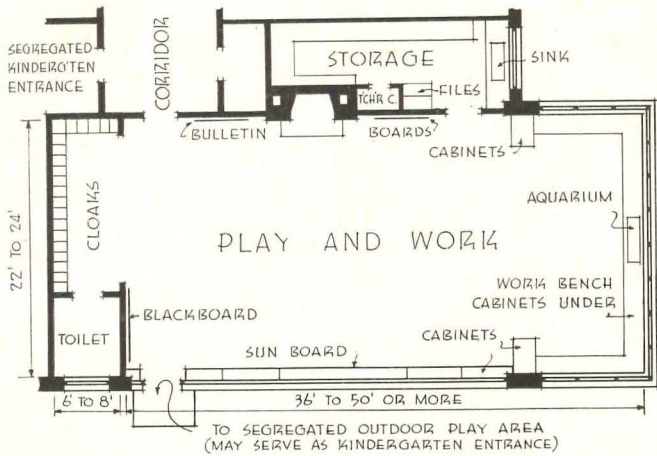 SEGREGATED
KINDERG'TEN
ENTRANCE
CORRIDOR
STORAGE
SINK
T'CH'R C.
FILES
BULLETIN
BOARDS
CABINETS
22' TO 24'
CLOAKS
AQUARIUM
PLAY AND WORK
WORK BENCH
CABINETS UNDER
BLACKBOARD
TOILET
SUN BOARD
CABINETS
6' TO 8'
36' TO 50' OR MORE
TO SEGREGATED OUTDOOR PLAY AREA
(MAY SERVE AS KINDERGARTEN ENTRANCE)